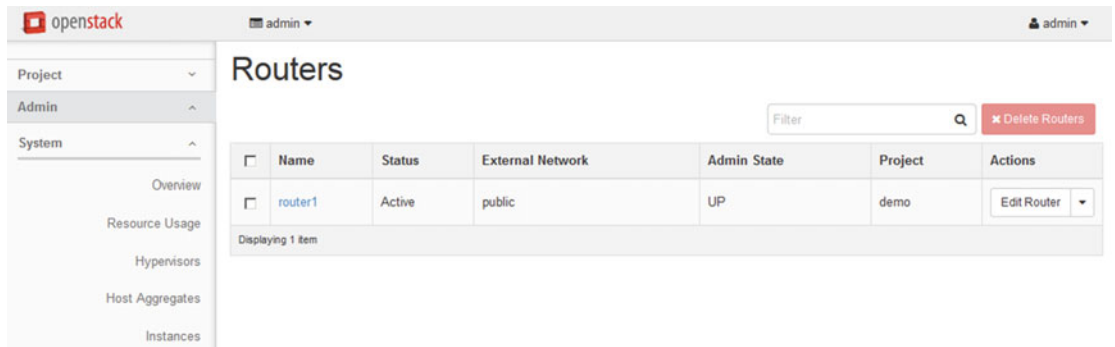 openstack
admin
admin
Project
Admin
System
Overview
Resource Usage
Hypervisors
Host Aggregates
Instances
Routers
Filter
Delete Routers
Name Status External Network Admin State Project Actions
router1 Active public UP demo Edit Router
Displaying 1 item